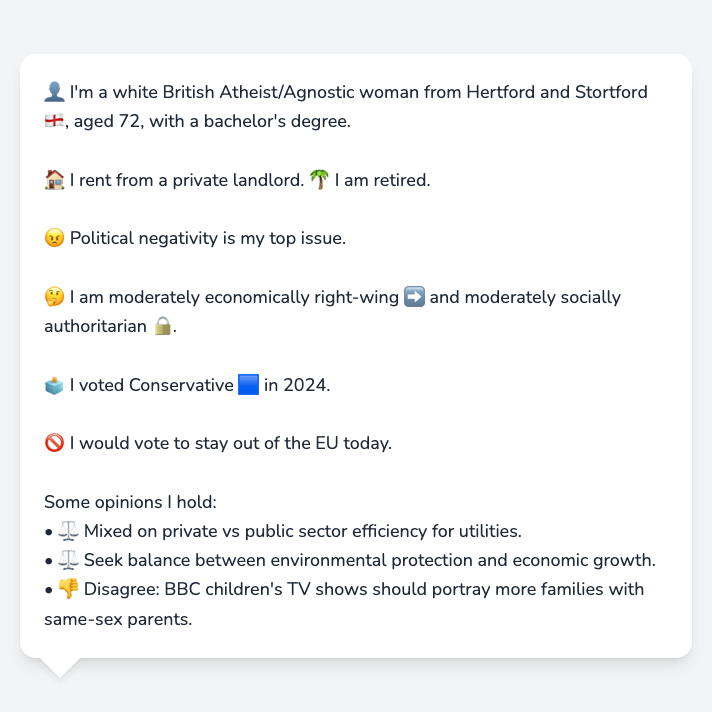 👤 I'm a white British Atheist/Agnostic woman from Hertford and Stortford
🏴󠁧󠁢󠁥󠁮󠁧󠁿, aged 72, with a bachelor's degree.
🏠 I rent from a private landlord. 🌴 I am retired.
😠 Political negativity is my top issue.
🤔 I am moderately economically right-wing ➡️ and moderately socially
authoritarian 🔒.
🗳️ I voted Conservative 🟦 in 2024.
🚫 I would vote to stay out of the EU today.
Some opinions I hold:
• ⚖️ Mixed on private vs public sector efficiency for utilities.
• ⚖️ Seek balance between environmental protection and economic growth.
• 👎 Disagree: BBC children's TV shows should portray more families with
same-sex parents.